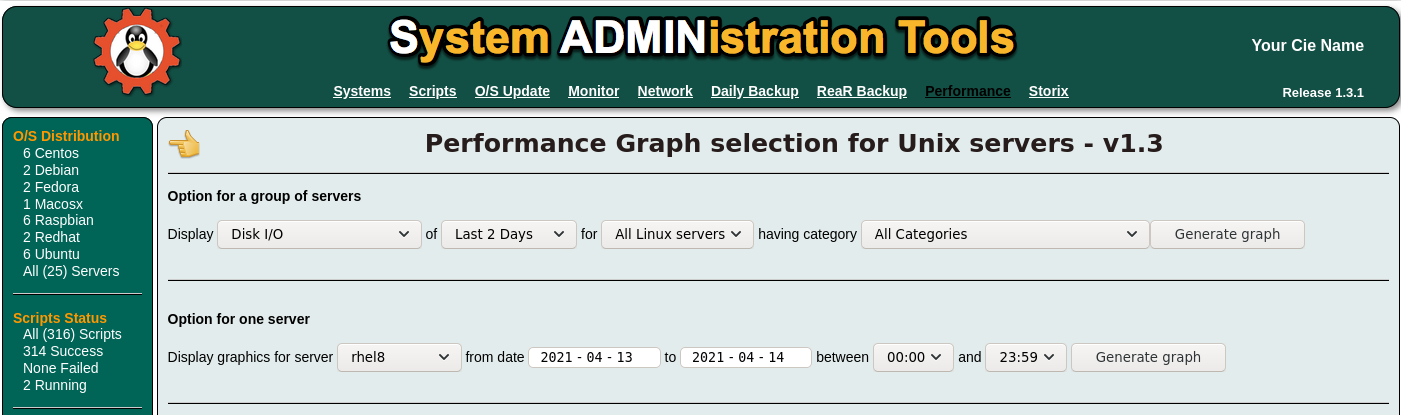 System ADMINistration Tools
Your Cie Name
Systems Scripts O/S Update Monitor Network Daily Backup ReaR Backup Performance Storix
Release 1.3.1
O/S Distribution
6 Centos
2 Debian
2 Fedora
1 Macosx
6 Raspbian
2 Redhat
6 Ubuntu
All (25) Servers
Scripts Status
All (316) Scripts
314 Success
None Failed
2 Running
Performance Graph selection for Unix servers - v1.3
Option for a group of servers
Display Disk I/O of Last 2 Days for All Linux servers having category All Categories Generate graph
Option for one server
Display graphics for server rhel8 from date 2021 - 04 - 13 to 2021 - 04 - 14 between 00:00 and 23:59 Generate graph